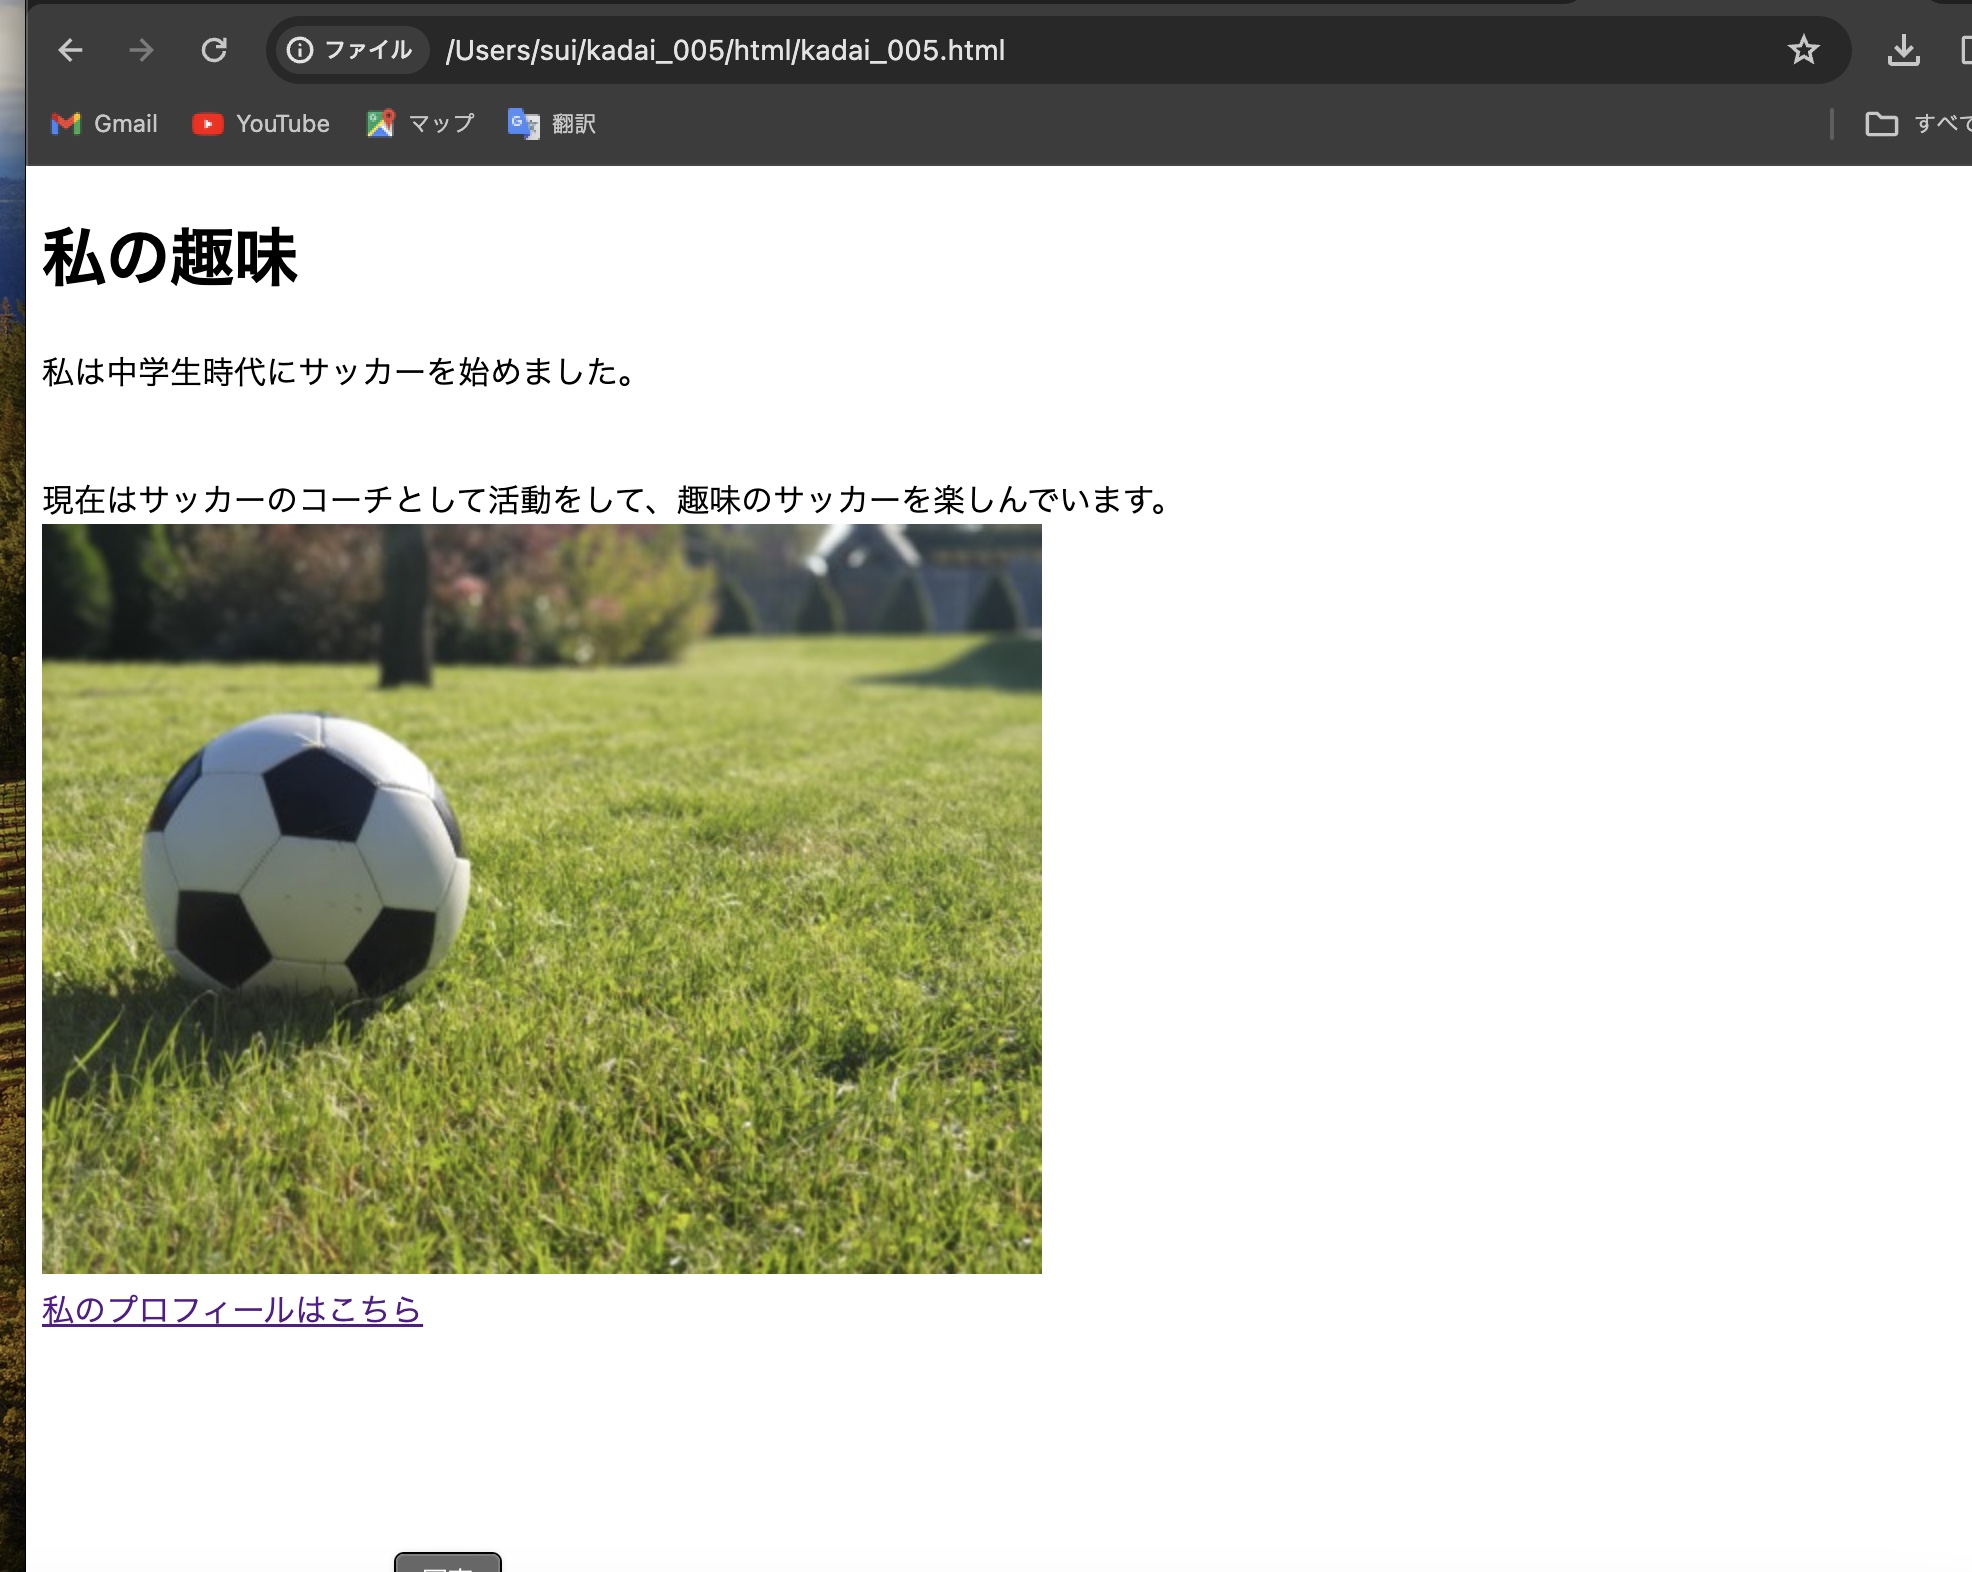 ファイル /Users/sui/kadai_005/html/kadai_005.html
Gmail YouTube マップ 翻訳 すべて
私の趣味
私は中学生時代にサッカーを始めました。
現在はサッカーのコーチとして活動をして、趣味のサッカーを楽しんでいます。
私のプロフィールはこちら